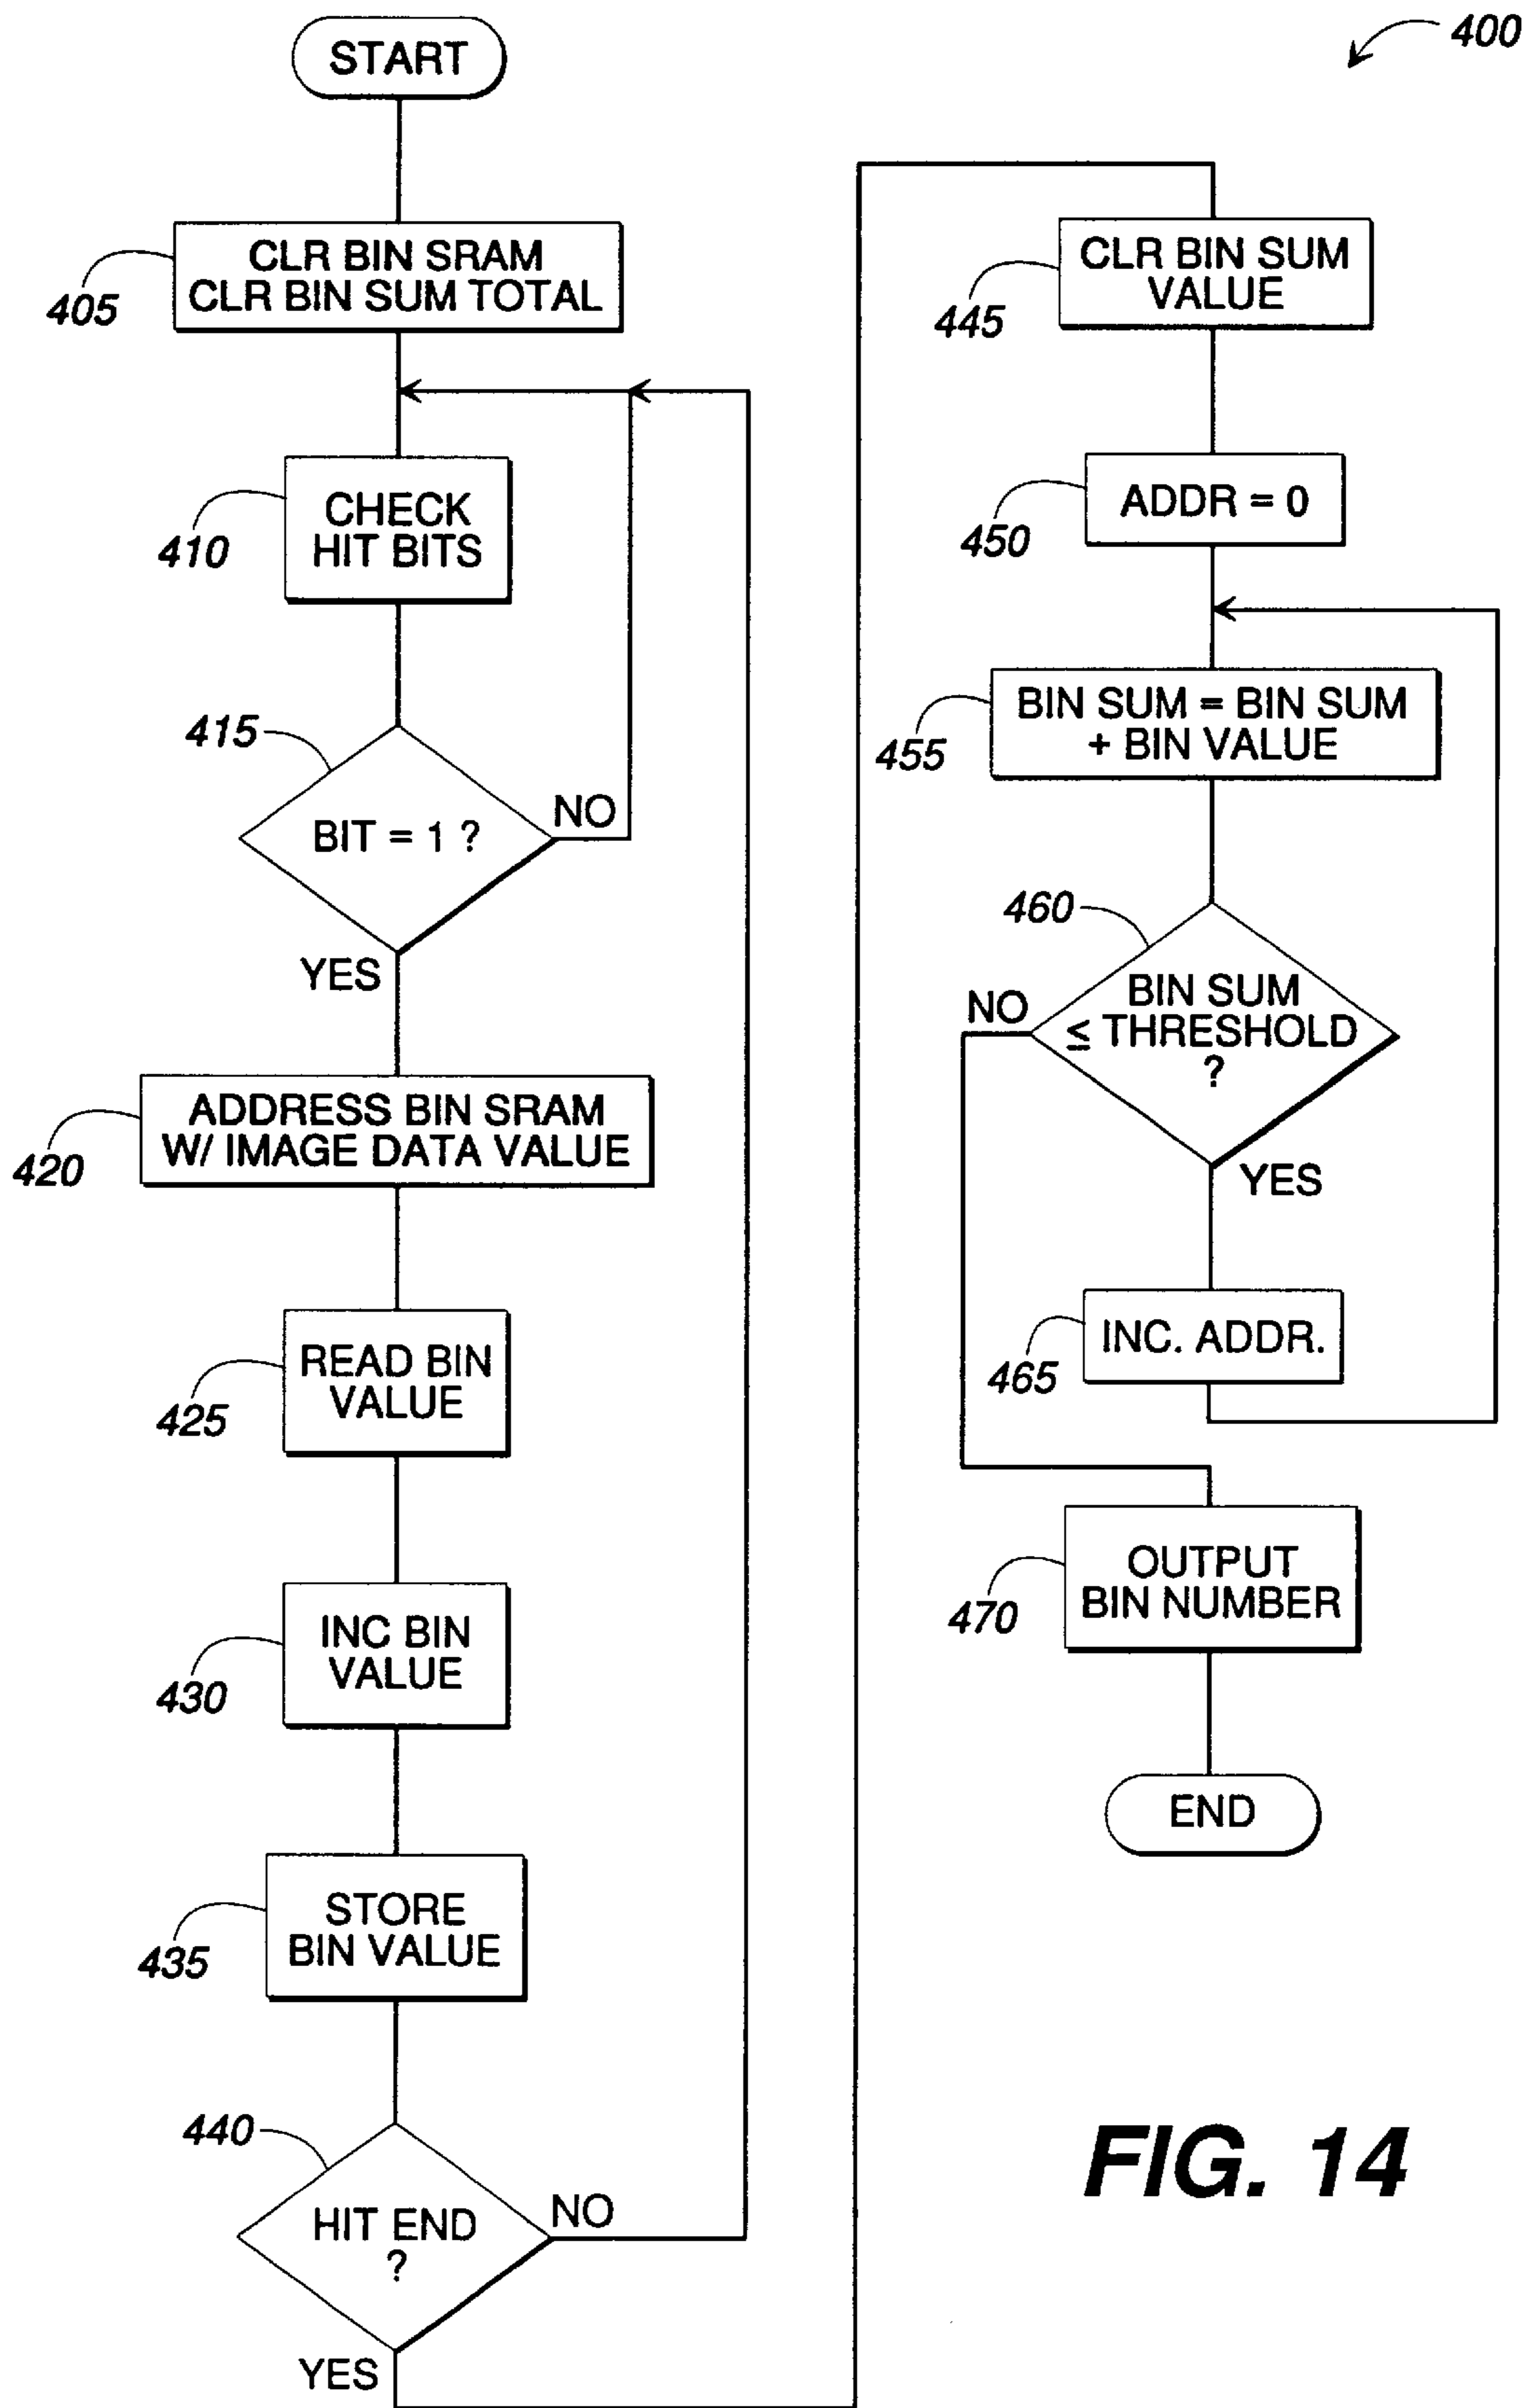 400
START
405
CLR BIN SRAM
CLR BIN SUM TOTAL
410
CHECK
HIT BITS
415
BIT = 1 ?
NO
YES
420
ADDRESS BIN SRAM
W/ IMAGE DATA VALUE
425
READ BIN
VALUE
430
INC BIN
VALUE
435
STORE
BIN VALUE
440
HIT END
?
NO
YES
445
CLR BIN SUM
VALUE
450
ADDR = 0
455
BIN SUM = BIN SUM
+ BIN VALUE
460
BIN SUM
≤ THRESHOLD
?
NO
YES
465
INC. ADDR.
470
OUTPUT
BIN NUMBER
END
FIG. 14